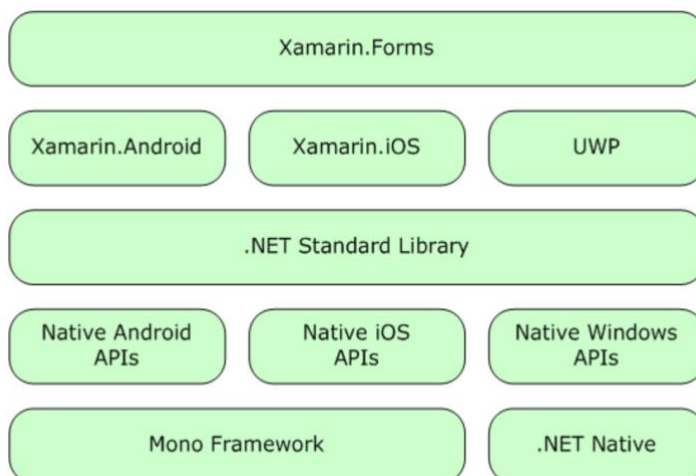 Xamarin.Forms
Xamarin.Android
Xamarin.iOS
UWP
.NET Standard Library
Native Android
APIs
Native iOS
APIs
Native Windows
APIs
Mono Framework
.NET Native